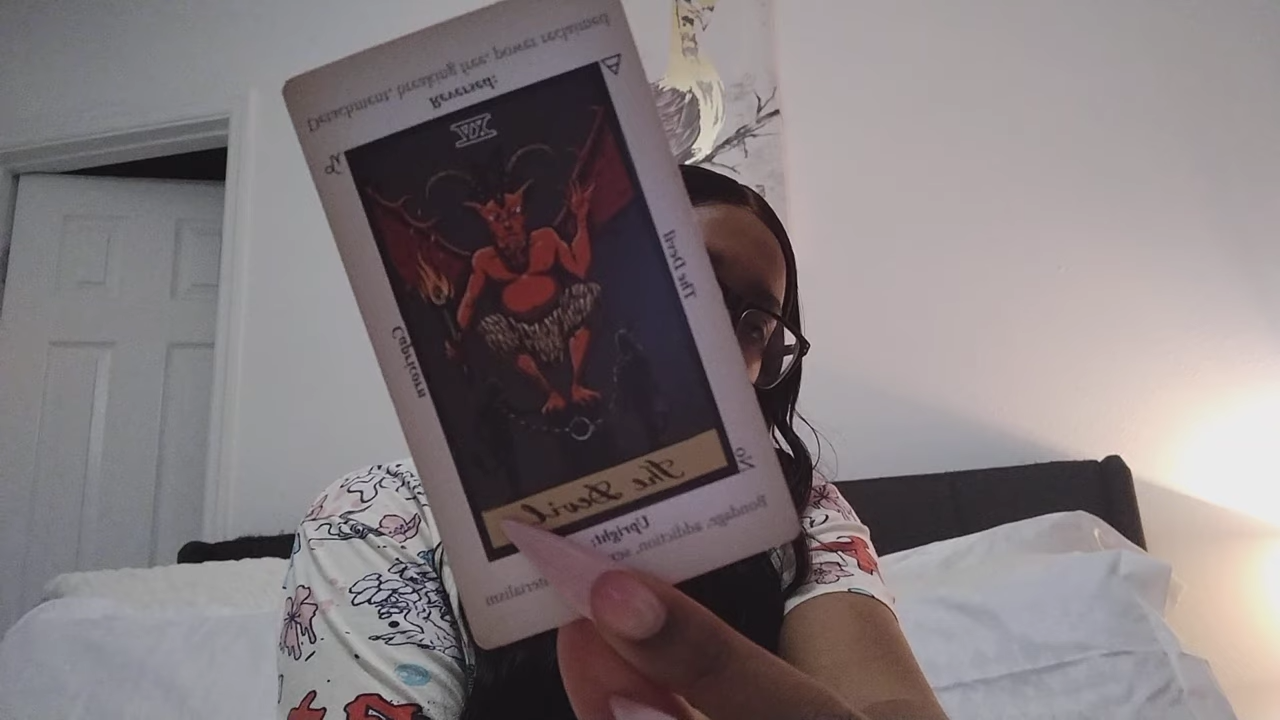 Detachment, breaking free, power reclaimed
Reversed:
XV
The Devil
Capricorn
The Devil
Upright:
Bondage, addiction,